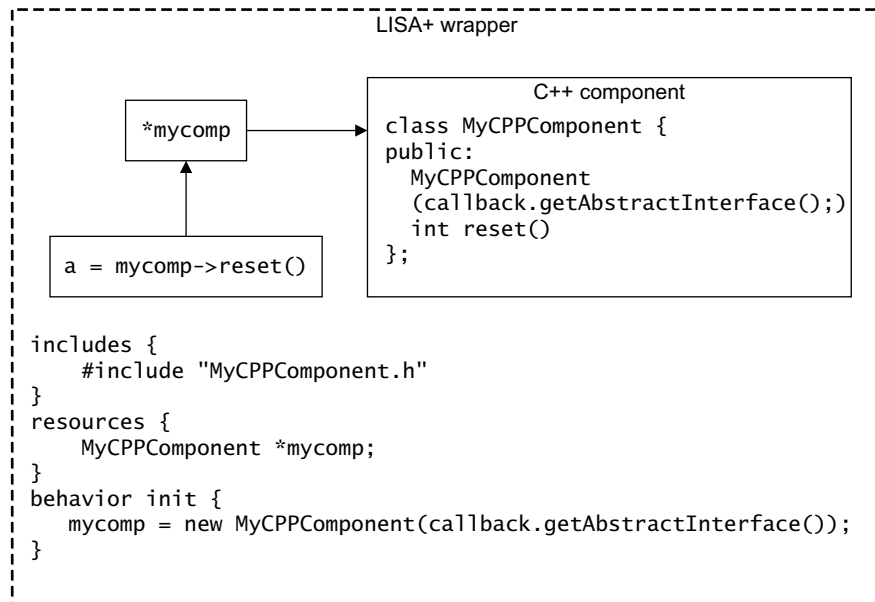 LISA+ wrapper
*mycomp
a = mycomp->reset()
C++ component
class MyCPPComponent {
public:
MyCPPComponent
(callback.getAbstractInterface();)
int reset()
};
includes {
#include "MyCPPComponent.h"
}
resources {
MyCPPComponent *mycomp;
}
behavior init {
mycomp = new MyCPPComponent(callback.getAbstractInterface());
}